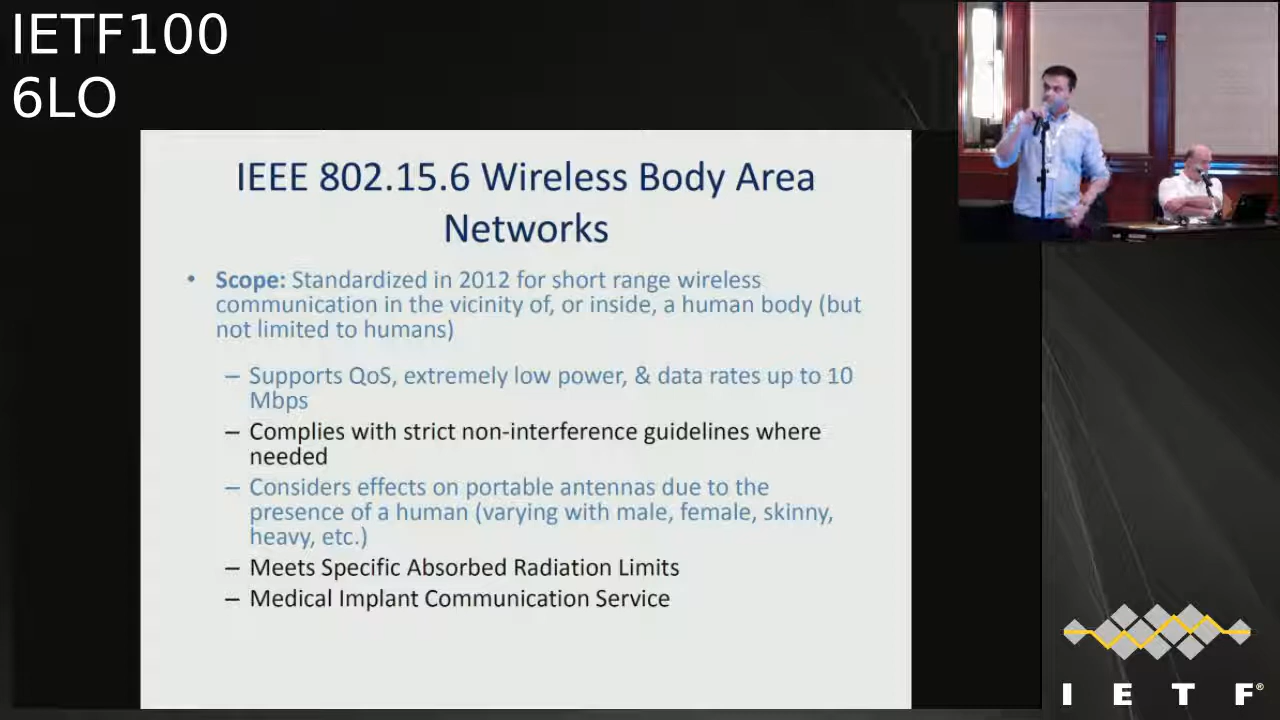 IETF100
6LO
IEEE 802.15.6 Wireless Body Area
Networks
• Scope: Standardized in 2012 for short range wireless
communication in the vicinity of, or inside, a human body (but
not limited to humans)
– Supports QoS, extremely low power, & data rates up to 10
Mbps
– Complies with strict non-interference guidelines where
needed
– Considers effects on portable antennas due to the
presence of a human (varying with male, female, skinny,
heavy, etc.)
– Meets Specific Absorbed Radiation Limits
– Medical Implant Communication Service
I E T F®